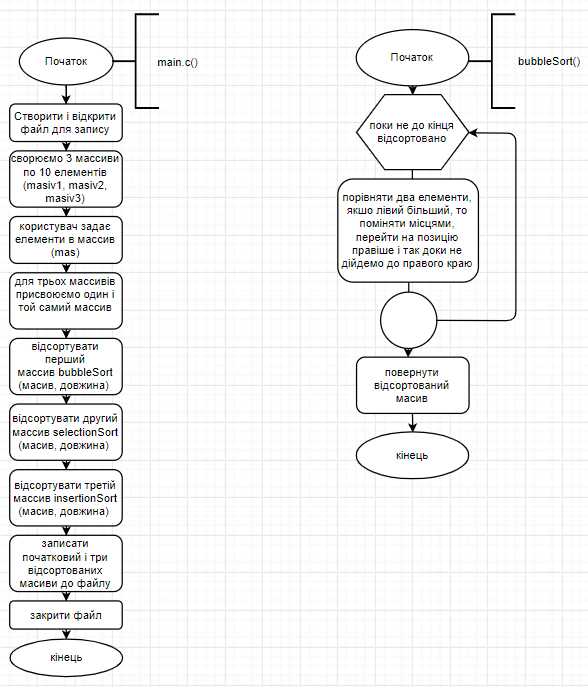 Початок
main.c()
Створити і відкрити
файл для запису
сворюємо 3 массиви
по 10 елементів
(masiv1, masiv2,
masiv3)
користувач задає
елементи в массив
(mas)
для трьох массивів
присвоюємо один і
той самий массив
відсортувати
перший
массив bubbleSort
(масив, довжина)
відсортувати другий
массив selectionSort
(масив, довжина)
відсортувати третій
массив insertionSort
(масив, довжина)
записати
початковий і три
відсортованих
масиви до файлу
закрити файл
кінець
Початок
bubbleSort()
поки не до кінця
відсортовано
порівняти два елементи,
якшо лівий більший, то
поміняти місцями,
перейти на позицію
правіше і так доки не
дійдемо до правого краю
повернути
відсортований
масив
кінець